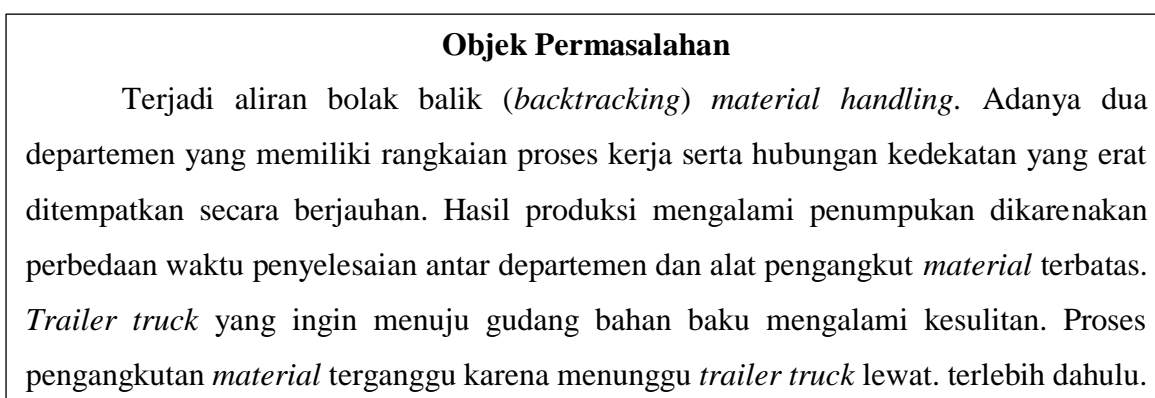 Objek Permasalahan
Terjadi aliran bolak balik (backtracking) material handling. Adanya dua
departemen yang memiliki rangkaian proses kerja serta hubungan kedekatan yang erat
ditempatkan secara berjauhan. Hasil produksi mengalami penumpukan dikarenakan
perbedaan waktu penyelesaian antar departemen dan alat pengangkut material terbatas.
Trailer truck yang ingin menuju gudang bahan baku mengalami kesulitan. Proses
pengangkutan material terganggu karena menunggu trailer truck lewat. terlebih dahulu.